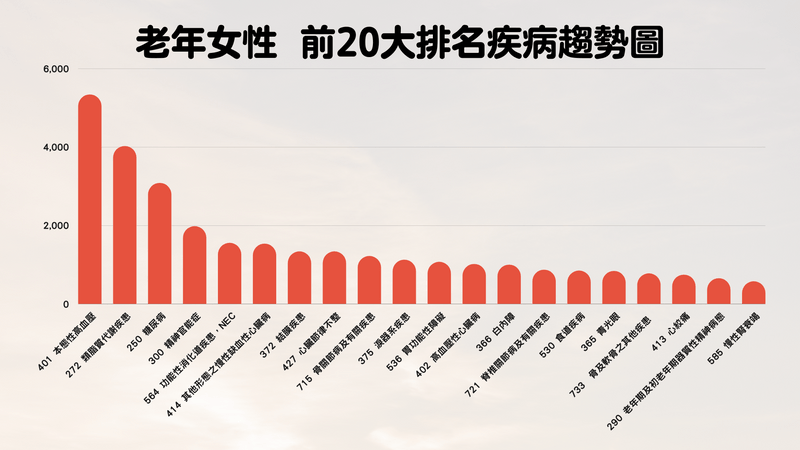 老年女性 前20大排名疾病趨勢圖
6,000
4,000
2,000
0
401 本態性高血壓
272 類脂質代謝疾患
250 糖尿病
300 精神官能症
564 功能性消化道疾患,NEC
414 其他形態之慢性缺血性心臟病
372 結膜疾患
427 心臟節律不整
715 骨關節病及有關疾患
375 淚器系疾患
536 胃功能性障礙
402 高血壓性心臟病
366 白內障
721 脊椎關節病及有關疾患
530 食道疾病
365 青光眼
733 骨及軟骨之其他疾患
413 心絞痛
290 老年期及初老年期器質性精神病態
585 慢性腎衰竭